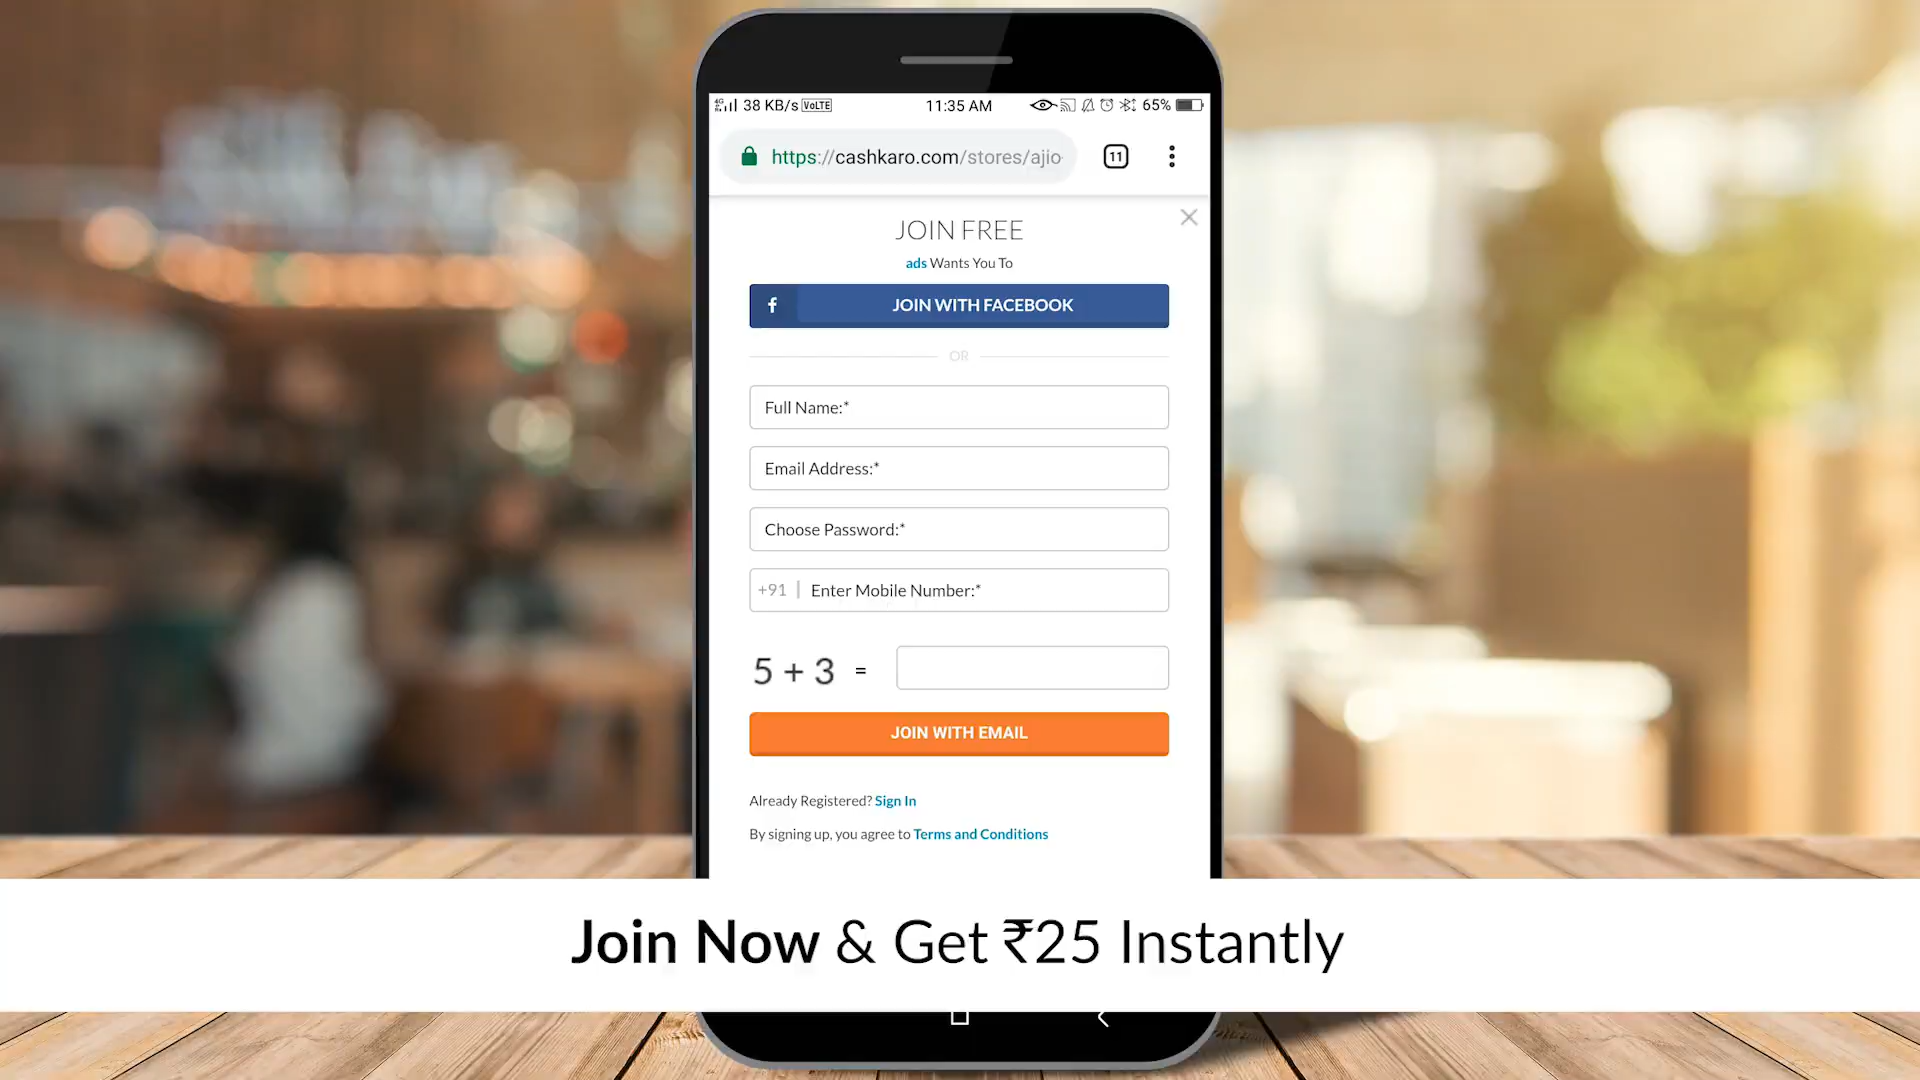 38 KB/s VoLTE 11:35 AM 65%
https://cashkaro.com/stores/ajio
11
JOIN FREE
ads Wants You To
f JOIN WITH FACEBOOK
OR
Full Name:*
Email Address:*
Choose Password:*
+91 | Enter Mobile Number:*
5 + 3 =
JOIN WITH EMAIL
Already Registered? Sign In
By signing up, you agree to Terms and Conditions
Join Now & Get ₹25 Instantly